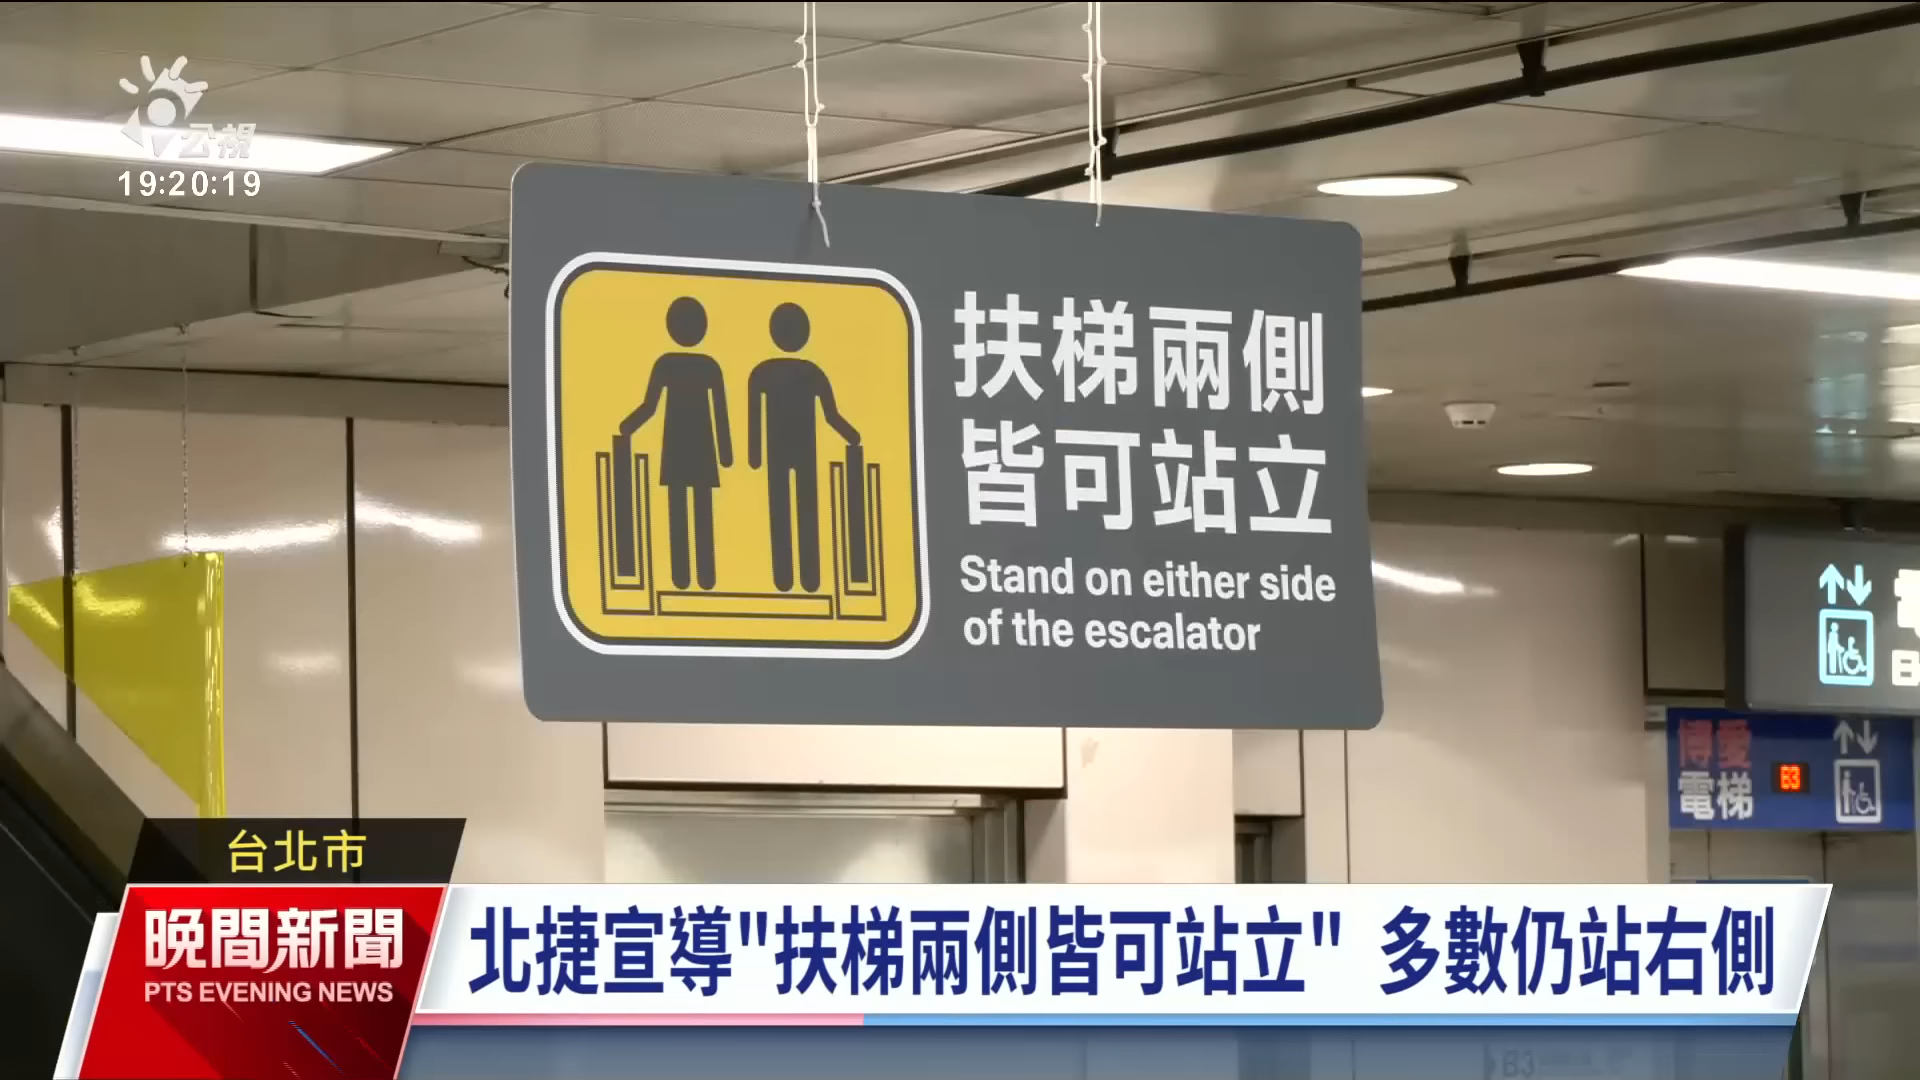 公視
19:20:19
扶梯兩側
皆可站立
Stand on either side
of the escalator
博愛
電梯
B3
台北市
晚間新聞
PTS EVENING NEWS
北捷宣導"扶梯兩側皆可站立" 多數仍站右側
B3